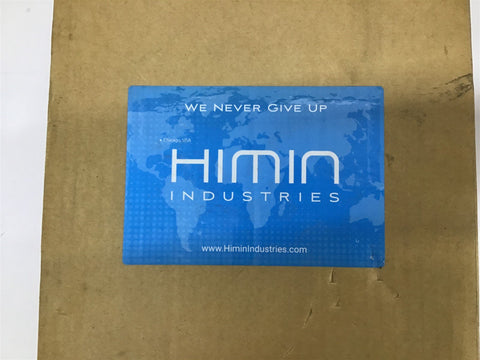 WE NEVER GIVE UP
Chicago, USA
HIMIN
INDUSTRIES
www.HiminIndustries.com